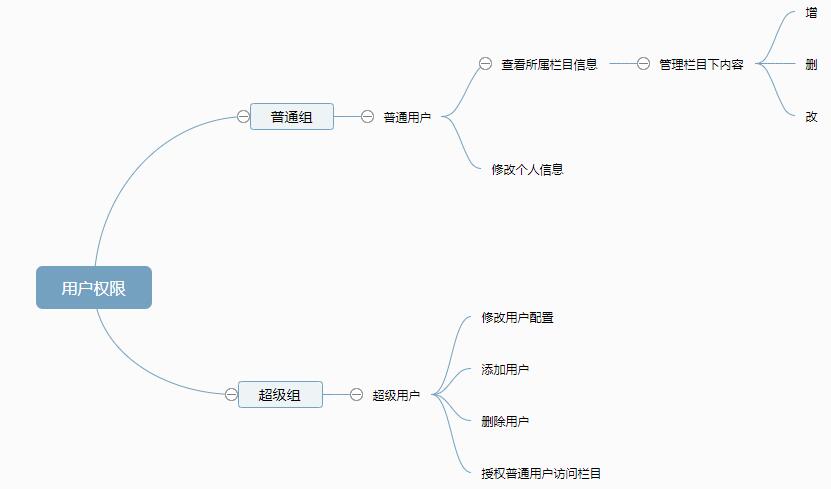 用户权限
普通组
普通用户
查看所属栏目信息
管理栏目下内容
增
删
改
修改个人信息
超级组
超级用户
修改用户配置
添加用户
删除用户
授权普通用户访问栏目